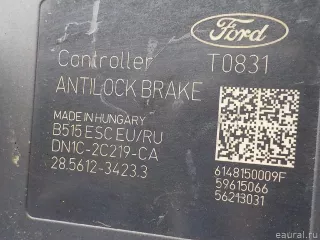 Ford
Controller T0831
ANTILOCK BRAKE
MADE IN HUNGARY
B515 ESC EU/RU
DN1C-2C219-CA
28.5612-3423.3
6148150009F
59615066
56213031
eaural.ru